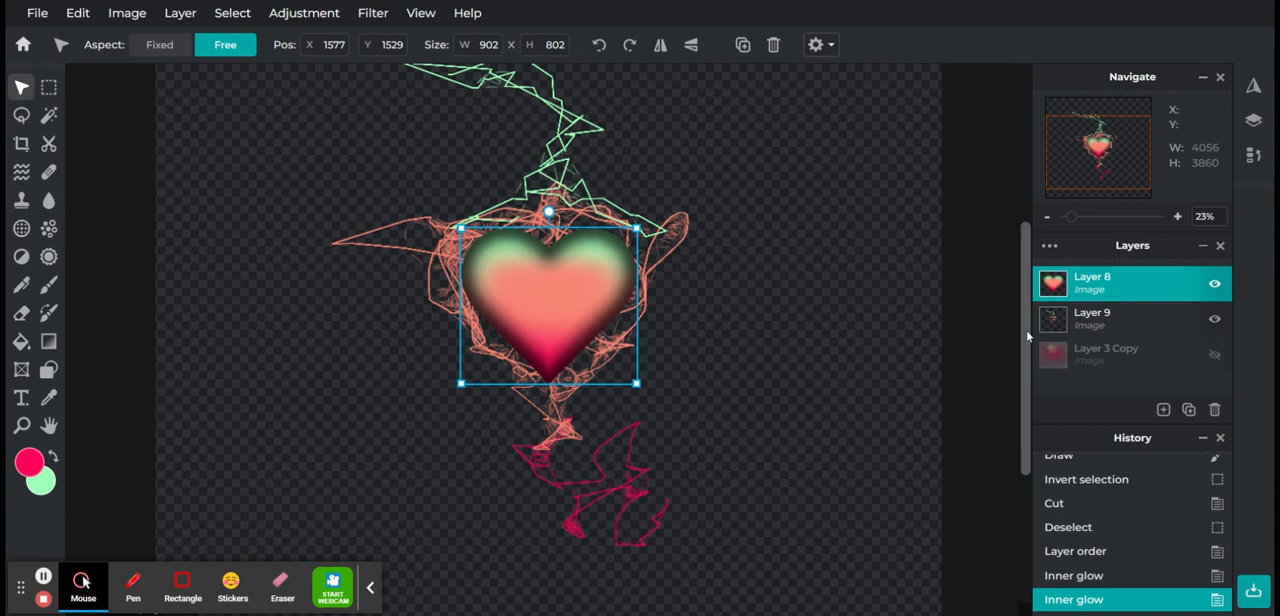 File Edit Image Layer Select Adjustment Filter View Help
Aspect: Fixed Free Pos: X 1577 Y 1529 Size: W 902 X H 802
Navigate
X:
Y:
W: 4056
H: 3860
- + 23%
Layers
Layer 8
Image
Layer 9
Image
Layer 3 Copy
Image
History
Draw
Invert selection
Cut
Deselect
Layer order
Inner glow
Inner glow
Mouse Pen Rectangle Stickers Eraser START WEBCAM